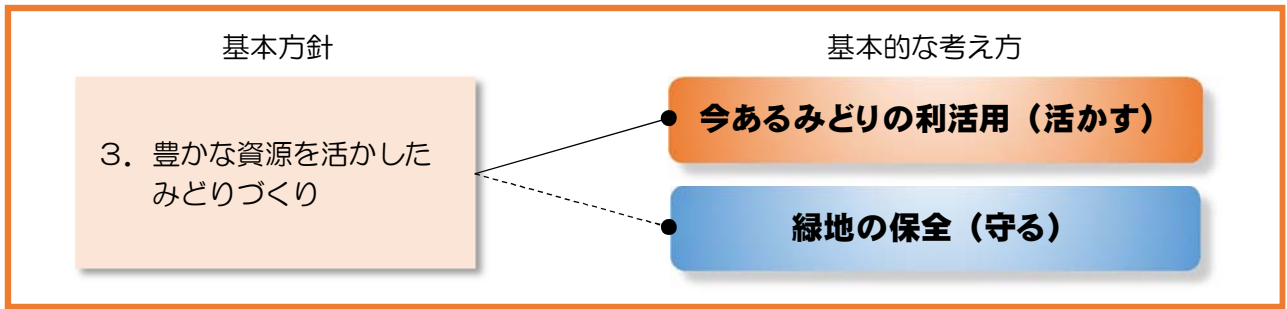 基本方針
基本的な考え方
今あるみどりの利活用（活かす）
3．豊かな資源を活かした
みどりづくり
緑地の保全（守る）